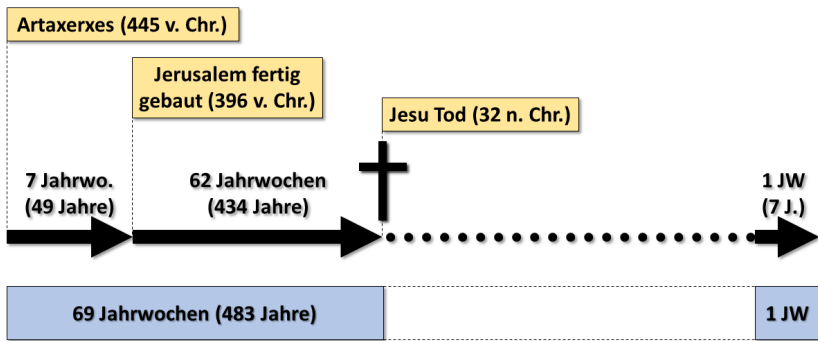 Artaxerxes (445 v. Chr.)
Jerusalem fertig
gebaut (396 v. Chr.)
Jesu Tod (32 n. Chr.)
7 Jahrwo.
(49 Jahre)
62 Jahrwochen
(434 Jahre)
1 JW
(7 J.)
69 Jahrwochen (483 Jahre)
1 JW